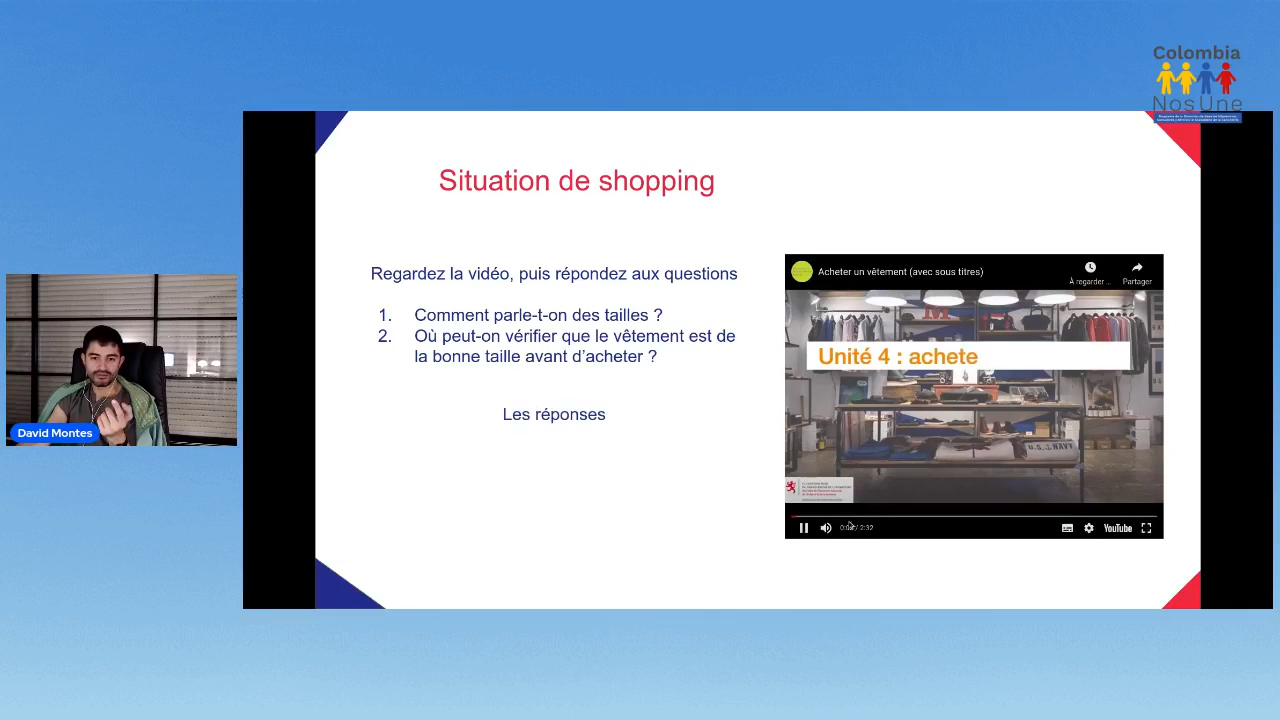 Colombia
NosUne
Situation de shopping
Regardez la vidéo, puis répondez aux questions
1. Comment parle-t-on des tailles ?
2. Où peut-on vérifier que le vêtement est de
la bonne taille avant d'acheter ?
Les réponses
Acheter un vêtement (avec sous titres)
À regarder ...
Partager
Unité 4 : achete
U.S. NAVY
2:32
YouTube
David Montes